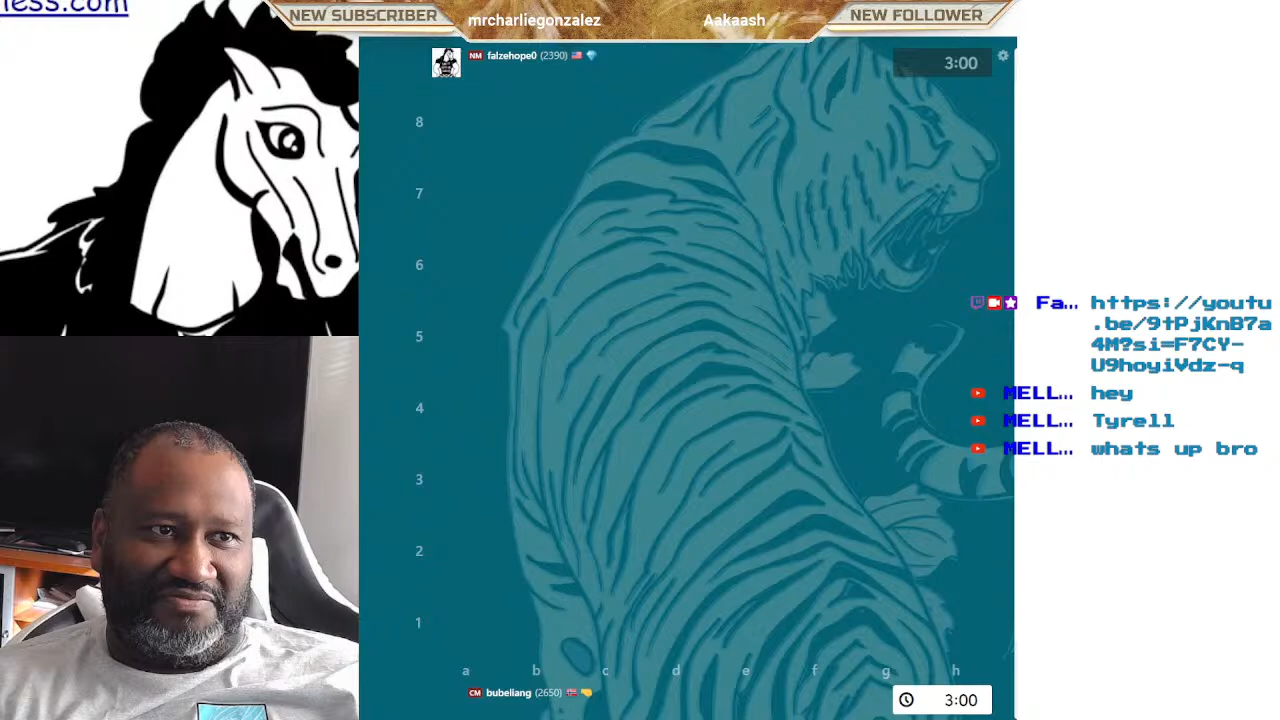 less.com
NEW SUBSCRIBER
mrcharliegonzalez
Aakaash
NEW FOLLOWER
NM falzehope0 (2390)
3:00
8
7
6
5
4
3
2
1
a b c d e f g h
CM bubeliang (2650)
3:00
Fa... https://youtu
.be/9tPjKnB7a
4M?si=F7CY-
U9hoyiVdz-q
MELL... hey
MELL... Tyrell
MELL... whats up bro